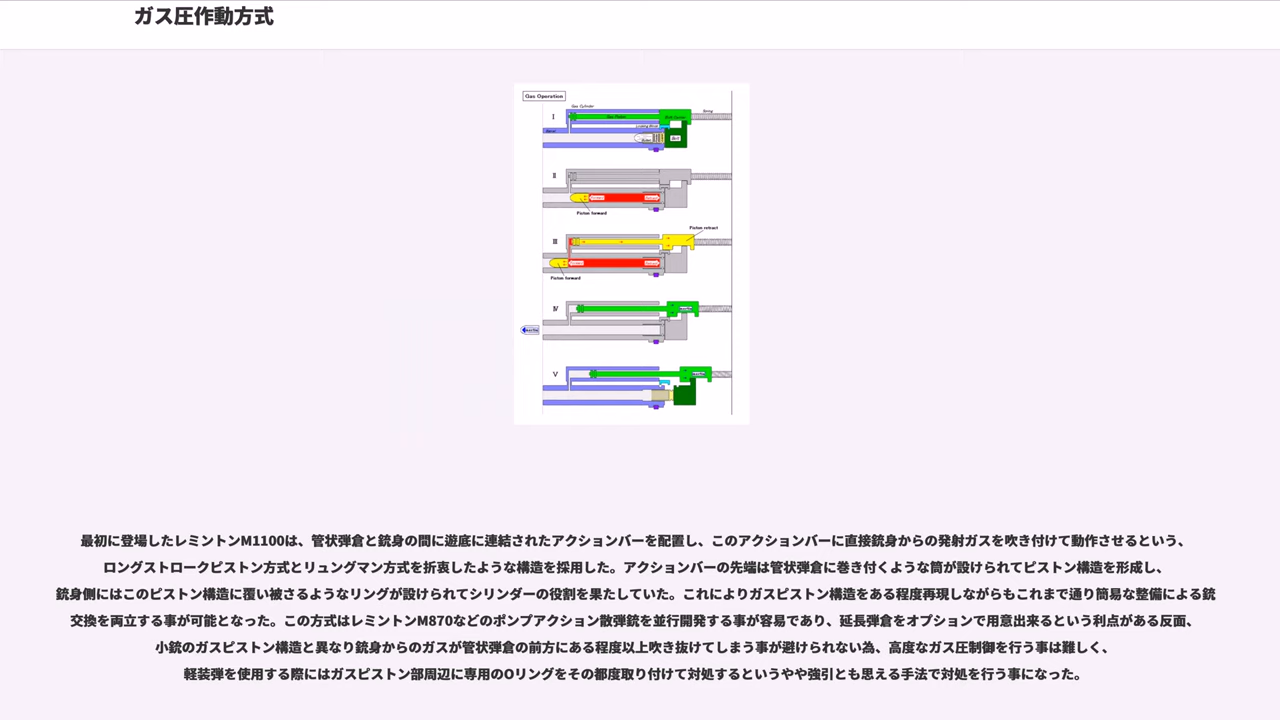 ガス圧作動方式
Gas Operation
Gas Cylinder
I
Gas Piston
Spring
Barrel
Bolt
II
Piston forward
Piston retract
III
Piston forward
IV
V
最初に登場したレミントンM1100は、管状弾倉と銃身の間に遊底に連結されたアクションバーを配置し、このアクションバーに直接銃身からの発射ガスを吹き付けて動作させるという、
ロングストロークピストン方式とリュングマン方式を折衷したような構造を採用した。アクションバーの先端は管状弾倉に巻き付くような筒が設けられてピストン構造を形成し、
銃身側にはこのピストン構造に覆い被さるようなリングが設けられてシリンダーの役割を果たしていた。これによりガスピストン構造をある程度再現しながらもこれまで通り簡易な整備による銃
交換を両立する事が可能となった。この方式はレミントンM870などのポンプアクション散弾銃を並行開発する事が容易であり、延長弾倉をオプションで用意出来るという利点がある反面、
小銃のガスピストン構造と異なり銃身からのガスが管状弾倉の前方にある程度以上吹き抜けてしまう事が避けられない為、高度なガス圧制御を行う事は難しく、
軽装弾を使用する際にはガスピストン部周辺に専用のOリングをその都度取り付けて対処するというやや強引とも思える手法で対処を行う事になった。